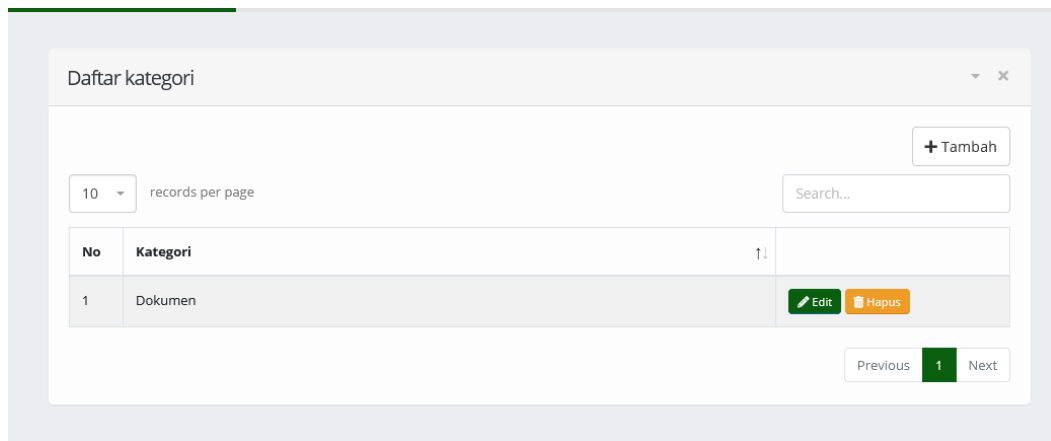 Daftar kategori
Tambah
10 records per page
Search...
No Kategori
1 Dokumen Edit Hapus
Previous 1 Next